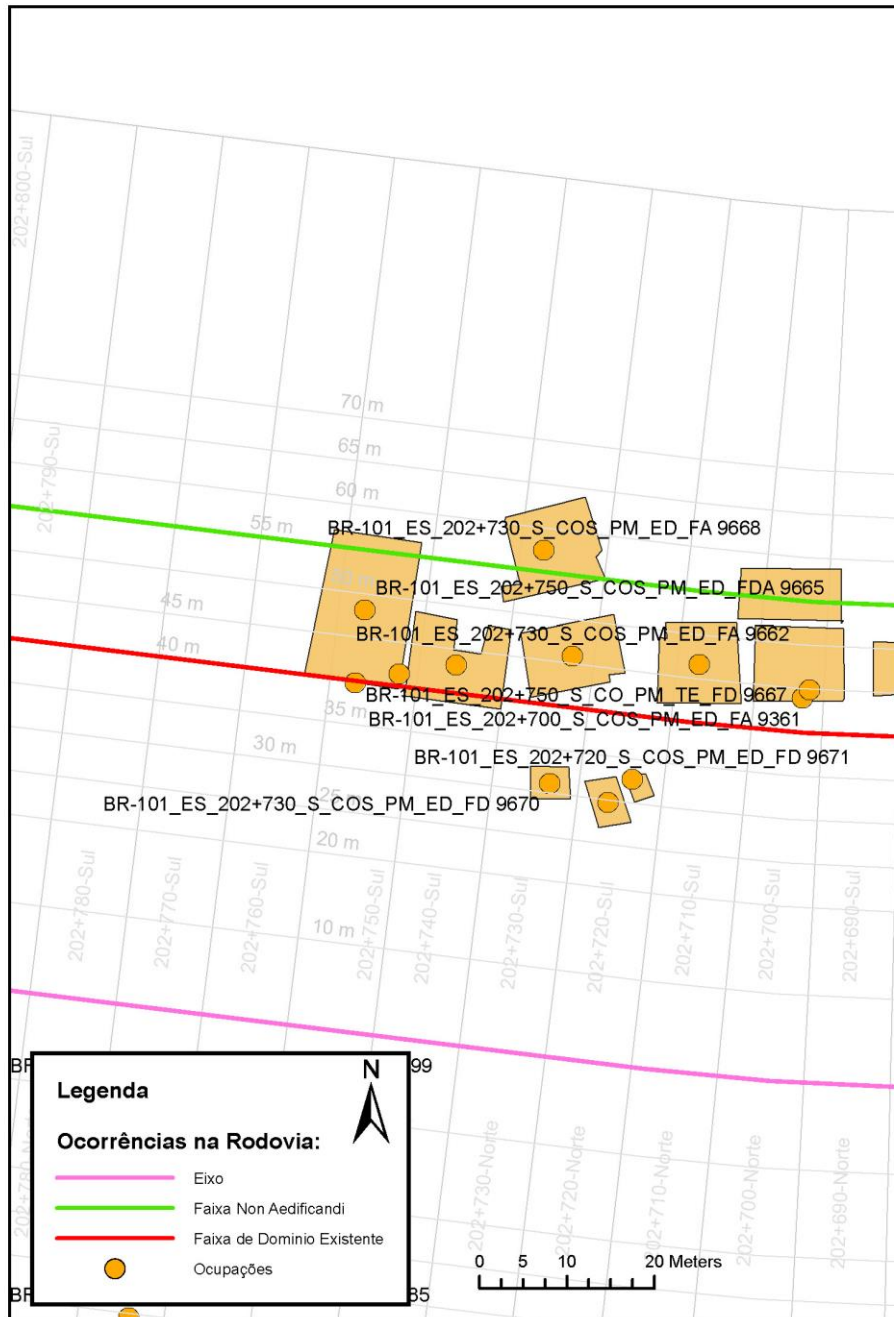 202+800-Sul
70 m
65 m
60 m
202+790-Su
55 m
BR-101_ES_202+730_S_COS_PM_ED_FA 9668
50 m
BR-101_ES_202+750_S_COS_PM_ED_FDA 9665
45 m
BR-101_ES_202+730_S_COS_PM_ED_FA 9662
40 m
BR-101_ES_202+750_S_CO_PM_TE_FD 9667
35 m
BR-101_ES_202+700_S_COS_PM_ED_FA 9361
30 m
BR-101_ES_202+720_S_COS_PM_ED_FD 9671
25 m
BR-101_ES_202+730_S_COS_PM_ED_FD 9670
20 m
202+780-Sul
202+770-Sul
202+760-Sul
202+750-Sul
202+740-Sul
202+730-Sul
202+720-Sul
202+710-Sul
202+700-Sul
202+690-Sul
10 m
99
N
Legenda
Ocorrências na Rodovia:
Eixo
Faixa Non Aedificandi
Faixa de Dominio Existente
Ocupações
202+730-Norte
202+720-Norte
202+710-Norte
202+700-Norte
202+690-Norte
0 5 10 20 Meters
85